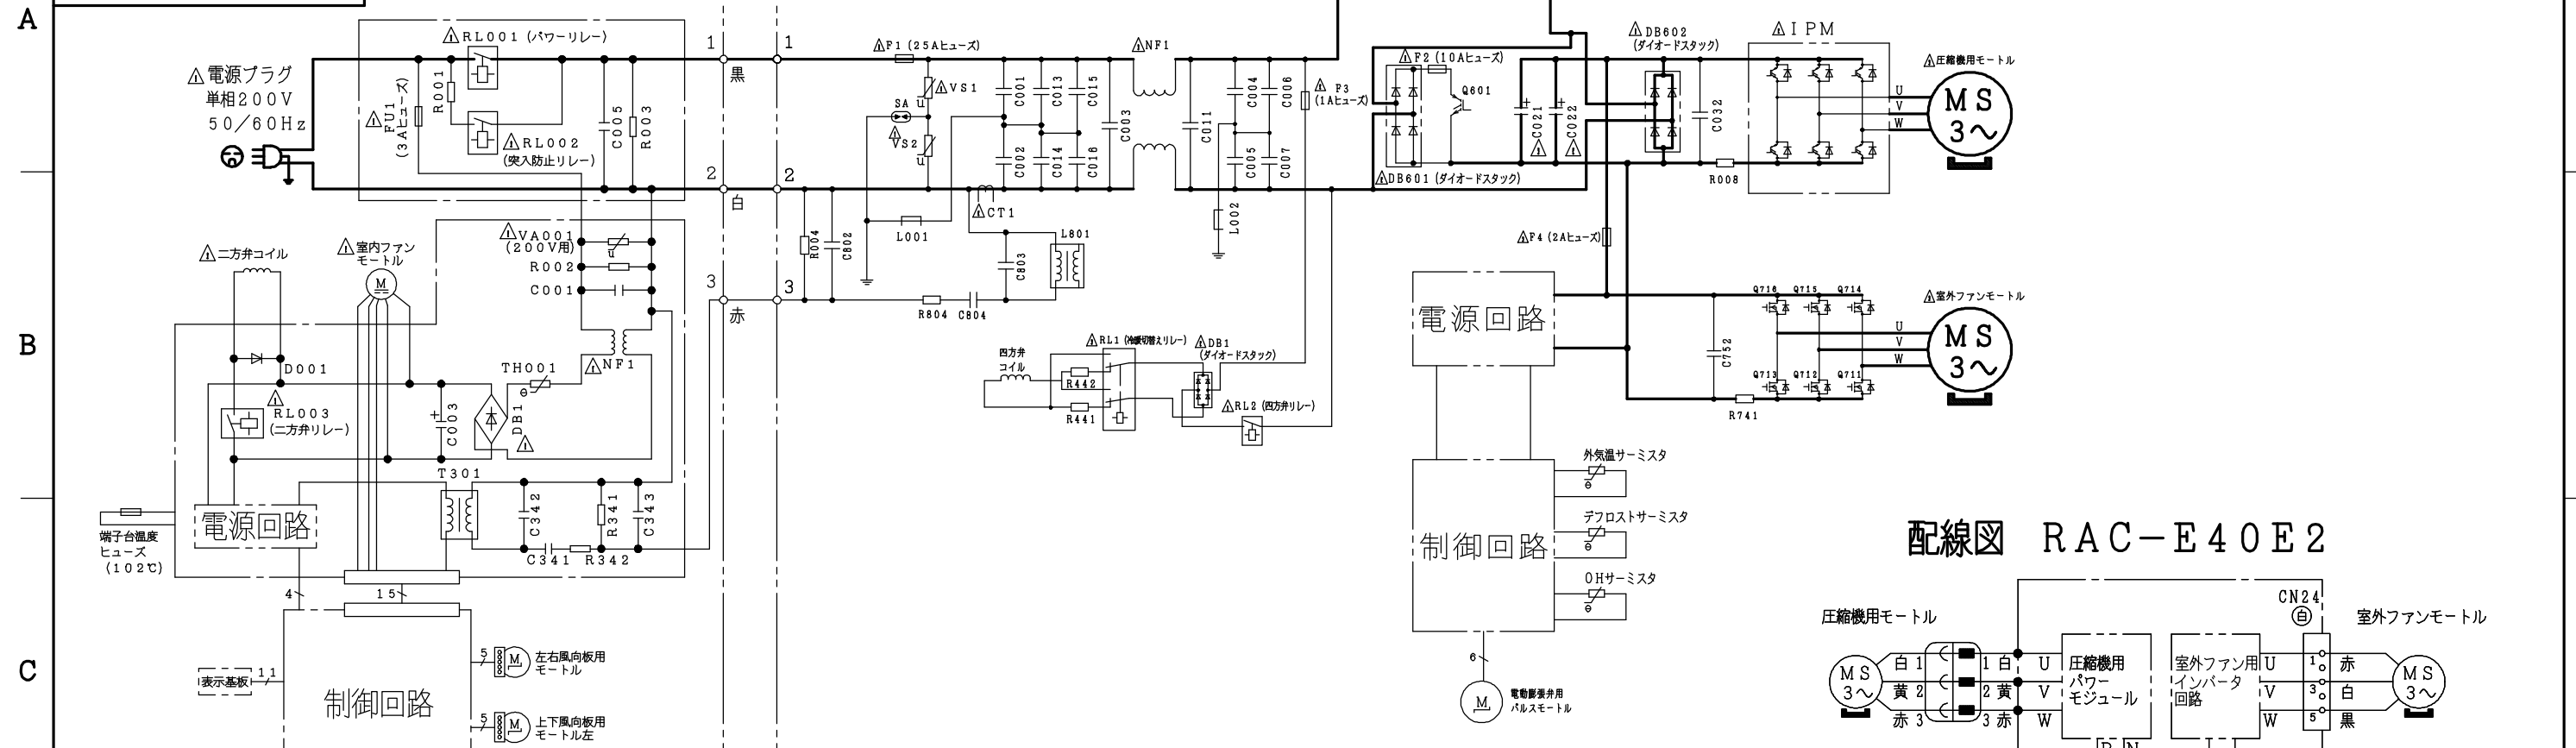 A
RL001 (パワーリレー)
電源プラグ
単相200V
50/60Hz
FU1
(3Aヒューズ)
R001
RL002
(突入防止リレー)
C005
R003
1
1
黒
2
2
白
3
3
赤
F1 (25Aヒューズ)
SA
VS1
VS2
C001
C002
C013
C014
C015
C016
C003
NF1
C011
C004
C005
C006
C007
F3
(1Aヒューズ)
F2 (10Aヒューズ)
Q601
DB601 (ダイオードスタック)
C021
C022
DB602
(ダイオードスタック)
C032
R008
IPM
圧縮機用モートル
U
V
W
MS
3〜
CT1
L001
L002
R004
C802
C803
L801
R804
C804
F4 (2Aヒューズ)
B
二方弁コイル
室内ファン
モートル
M
VA001
(200V用)
R002
C001
NF1
TH001
D001
RL003
(二方弁リレー)
C003
DB1
T301
C342
R341
C343
C341
R342
電源回路
端子台温度
ヒューズ
(102℃)
四方弁
コイル
RL1 (冷暖切替えリレー)
DB1
(ダイオードスタック)
R442
R441
RL2 (四方弁リレー)
電源回路
C752
Q716
Q715
Q714
Q713
Q712
Q711
R741
室外ファンモートル
U
V
W
MS
3〜
外気温サーミスタ
デフロストサーミスタ
OHサーミスタ
制御回路
6
M
電動膨張弁用
パルスモートル
配線図 RAC-E40E2
C
4
15
表示基板
11
制御回路
5
M
左右風向板用
モートル
5
M
上下風向板用
モートル左
圧縮機用モートル
MS
3〜
白 1
黄 2
赤 3
1 白
2 黄
3 赤
U
V
W
圧縮機用
パワー
モジュール
室外ファン用
インバータ
回路
U
V
W
CN24
白
1
3
5
赤
白
黒
室外ファンモートル
MS
3〜